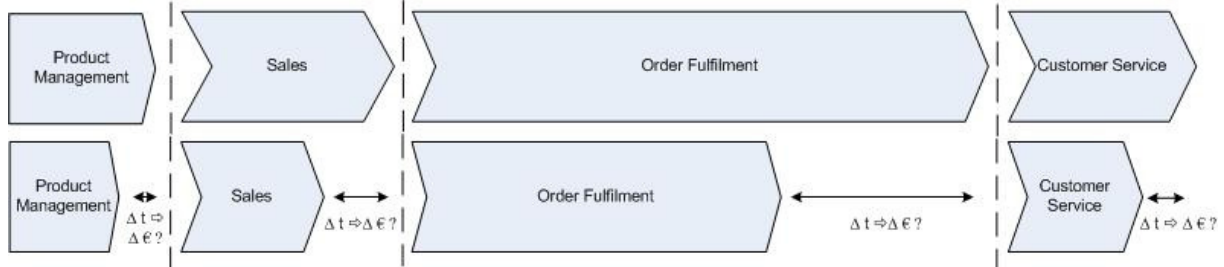 Product
Management
Sales
Order Fulfilment
Customer Service
Product
Management
Δ t ⇨
Δ € ?
Sales
Δ t ⇨ Δ € ?
Order Fulfilment
Δ t ⇨ Δ € ?
Customer
Service
Δ t ⇨ Δ € ?